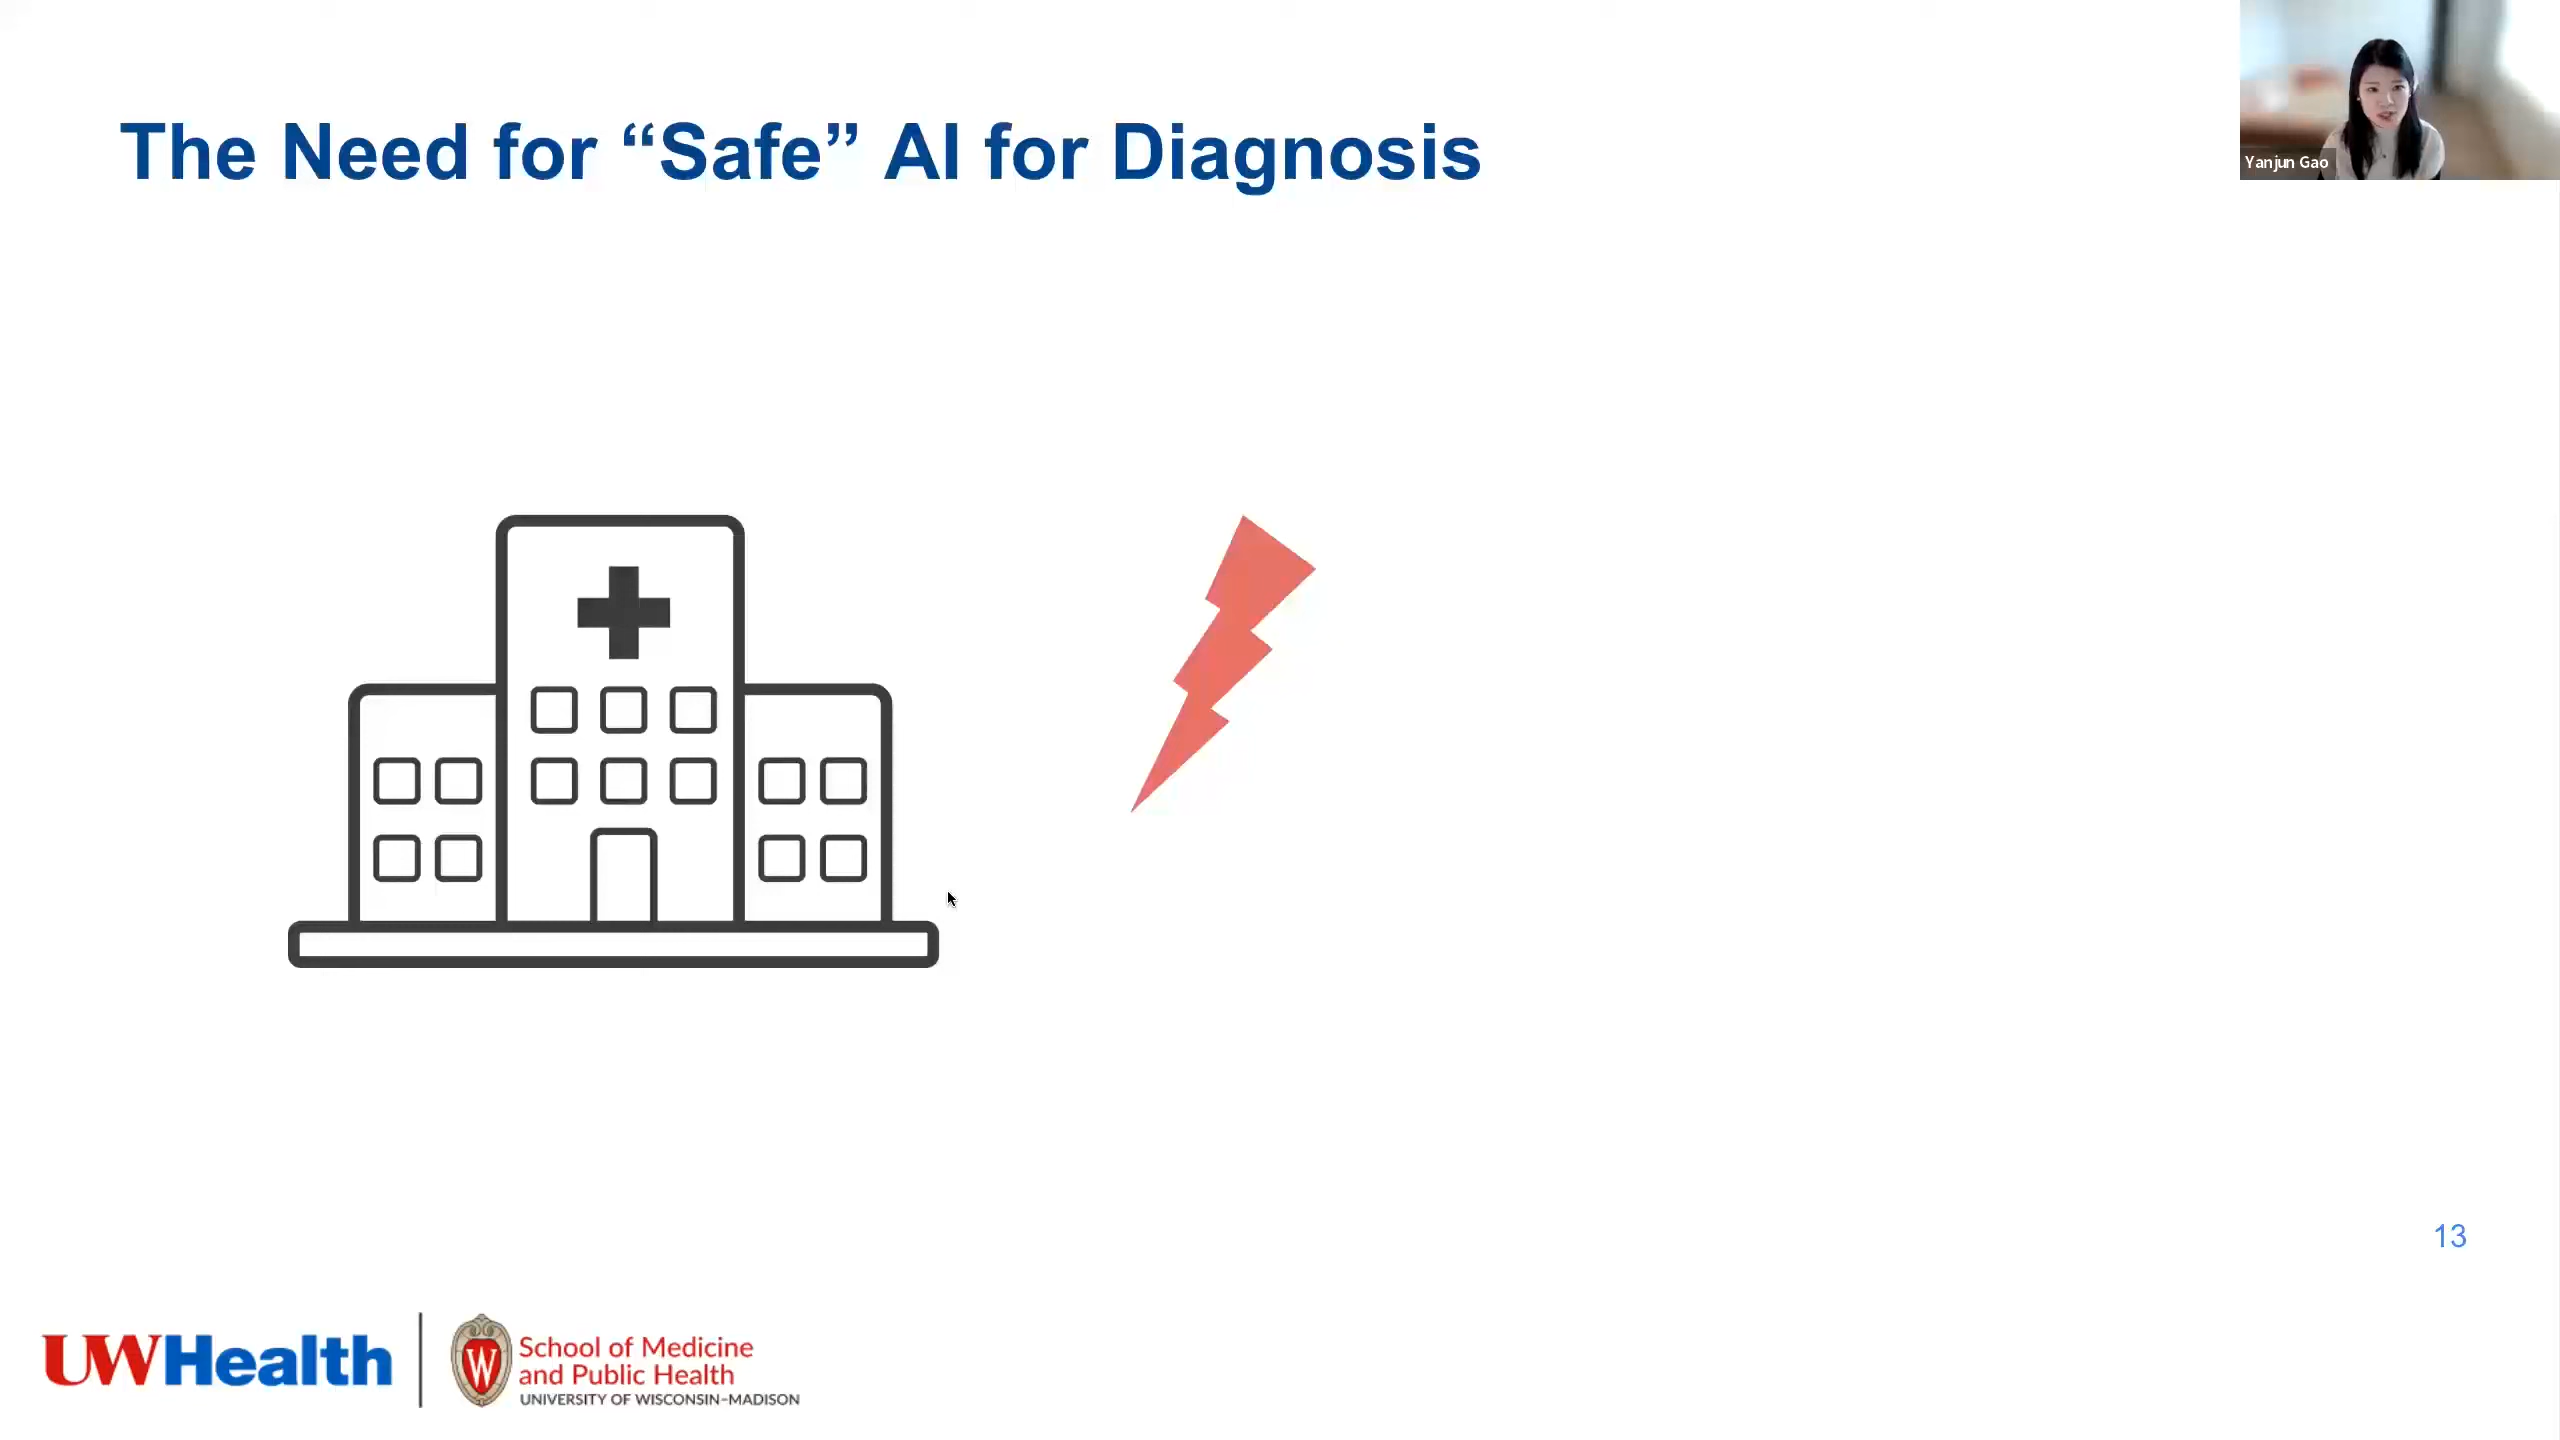 The Need for “Safe” AI for Diagnosis
Yanjun Gao
13
UWHealth
W
School of Medicine
and Public Health
UNIVERSITY OF WISCONSIN–MADISON